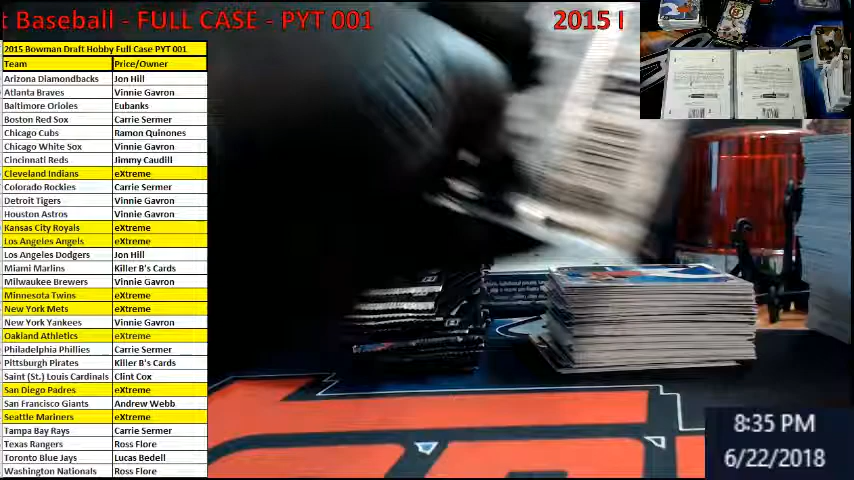 t Baseball - FULL CASE - PYT 001 2015 I
2015 Bowman Draft Hobby Full Case PYT 001
Team Price/Owner
Arizona Diamondbacks Jon Hill
Atlanta Braves Vinnie Gavron
Baltimore Orioles Eubanks
Boston Red Sox Carrie Sermer
Chicago Cubs Ramon Quinones
Chicago White Sox Vinnie Gavron
Cincinnati Reds Jimmy Caudill
Cleveland Indians eXtreme
Colorado Rockies Carrie Sermer
Detroit Tigers Vinnie Gavron
Houston Astros Vinnie Gavron
Kansas City Royals eXtreme
Los Angeles Angels eXtreme
Los Angeles Dodgers Jon Hill
Miami Marlins Killer B's Cards
Milwaukee Brewers Vinnie Gavron
Minnesota Twins eXtreme
New York Mets eXtreme
New York Yankees Vinnie Gavron
Oakland Athletics eXtreme
Philadelphia Phillies Carrie Sermer
Pittsburgh Pirates Killer B's Cards
Saint (St.) Louis Cardinals Clint Cox
San Diego Padres eXtreme
San Francisco Giants Andrew Webb
Seattle Mariners eXtreme
Tampa Bay Rays Carrie Sermer
Texas Rangers Ross Flore
Toronto Blue Jays Lucas Bedell
Washington Nationals Ross Flore
8:35 PM
6/22/2018